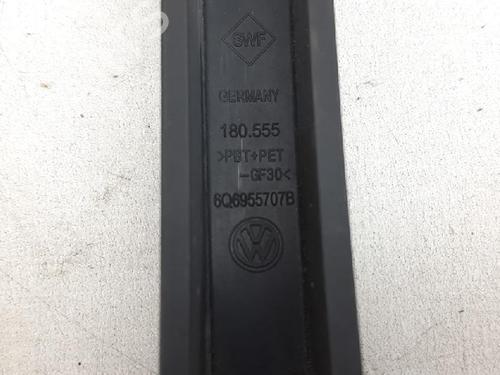 SWF
GERMANY
180.555
>PBT+PET
-GF30<
6Q6955707B
VW